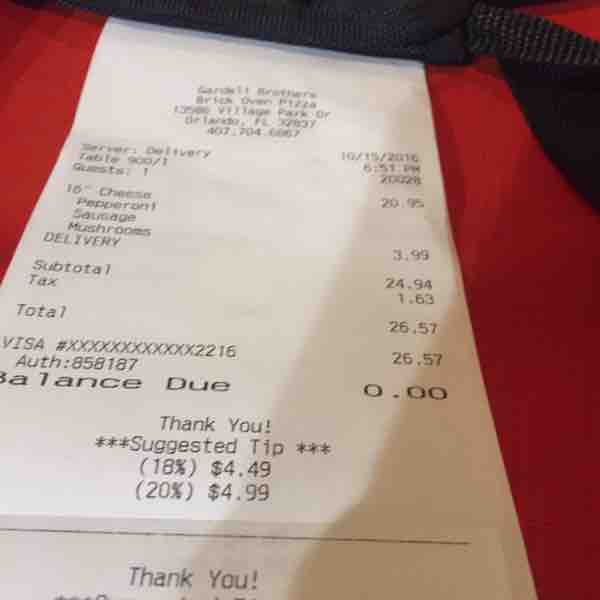 Gardell Brothers
Brick Oven Pizza
13586 Village Park Dr
Orlando, FL 32837
407.704.6867
Server: Delivery 10/15/2016
Table 900/1 6:51 PM
Guests: 1 20028
16" Cheese 20.95
Pepperoni
Sausage
Mushrooms
DELIVERY 3.99
Subtotal 24.94
Tax 1.63
Total 26.57
VISA #XXXXXXXXXXXX2216 26.57
Auth:858187
Balance Due 0.00
Thank You!
***Suggested Tip ***
(18%) $4.49
(20%) $4.99
Thank You!